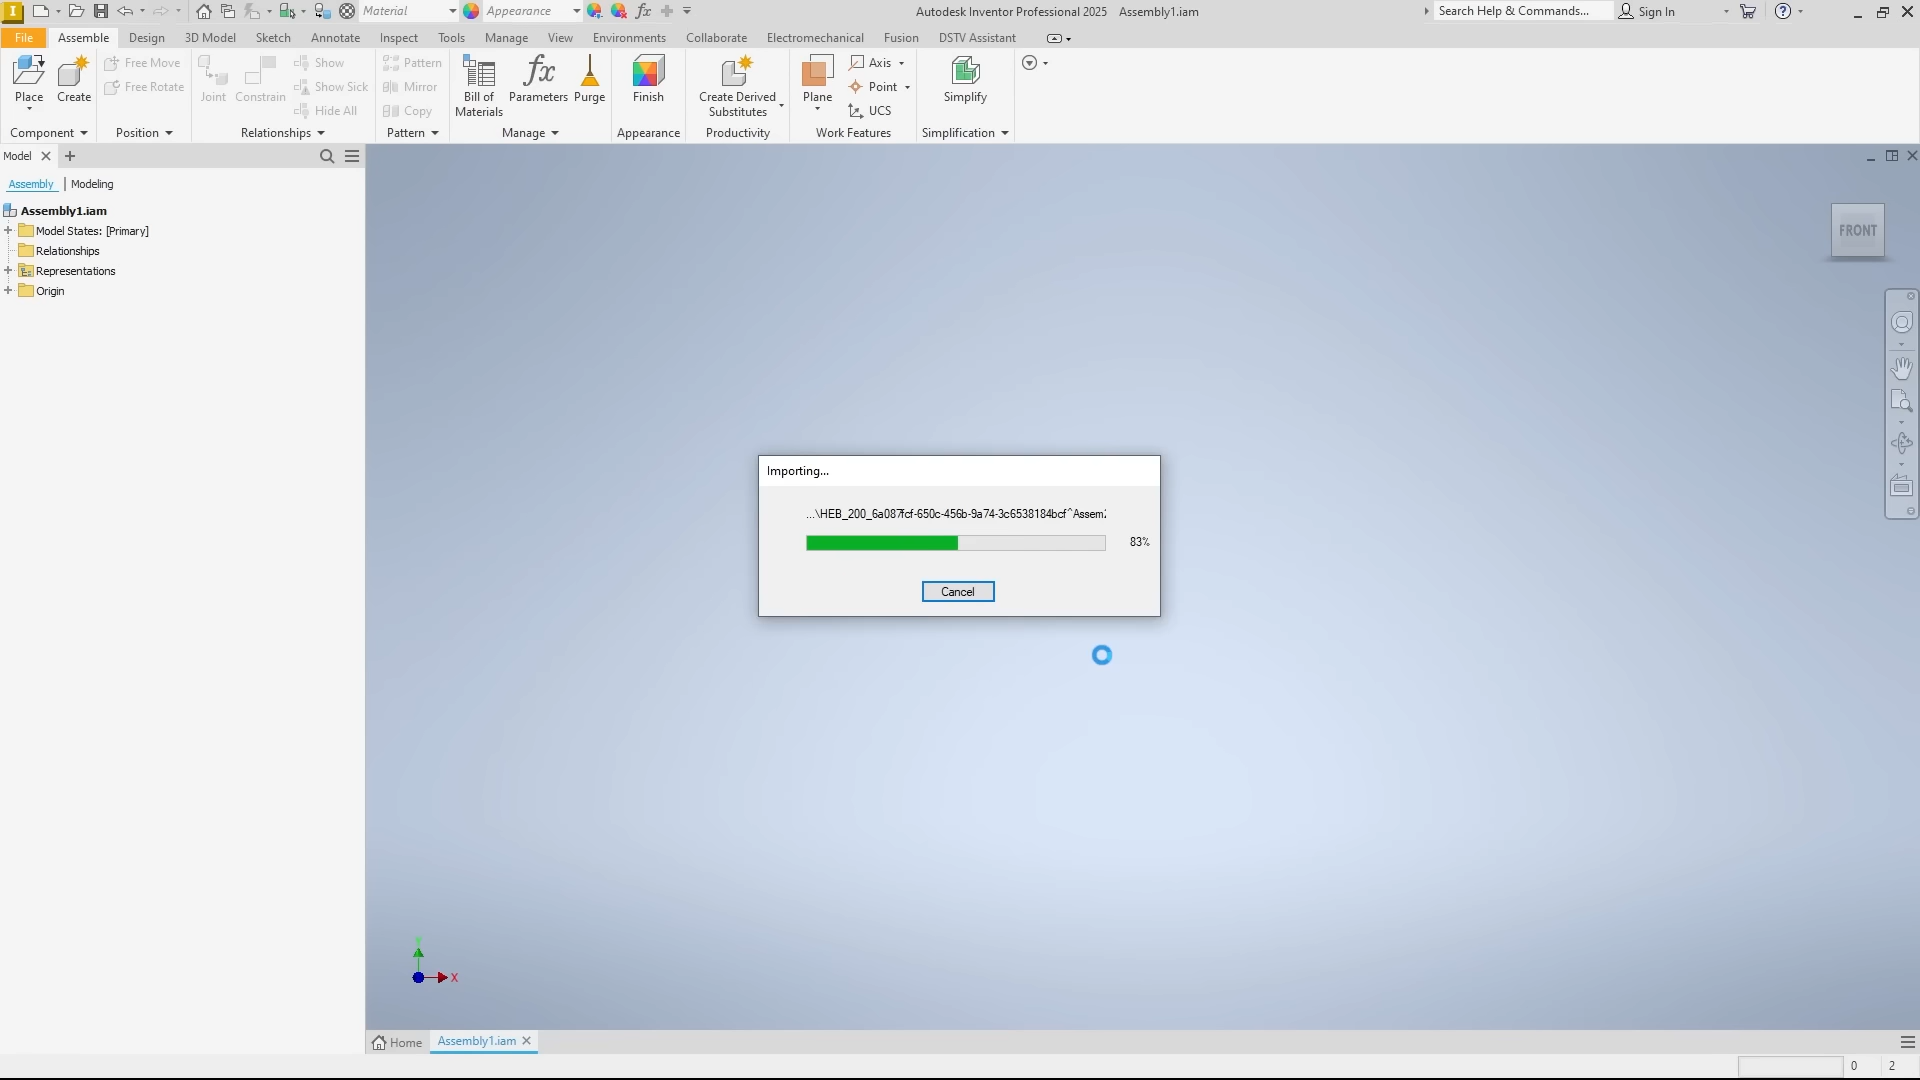 I
Material
Appearance
Autodesk Inventor Professional 2025 Assembly1.iam
Search Help & Commands...
Sign In
File Assemble Design 3D Model Sketch Annotate Inspect Tools Manage View Environments Collaborate Electromechanical Fusion DSTV Assistant
Place
Create
Free Move
Free Rotate
Joint
Constrain
Show
Show Sick
Hide All
Pattern
Mirror
Copy
Bill of
Materials
fx
Parameters
Purge
Finish
Create Derived
Substitutes
Plane
Axis
Point
UCS
Simplify
Component Position Relationships Pattern Manage Appearance Productivity Work Features Simplification
Model
Assembly | Modeling
Assembly1.iam
Model States: [Primary]
Relationships
Representations
Origin
FRONT
Importing...
...\HEB_200_6a087fcf-650c-456b-9a74-3c6538184bcf^Assem2
83%
Cancel
X
Home Assembly1.iam
0 2